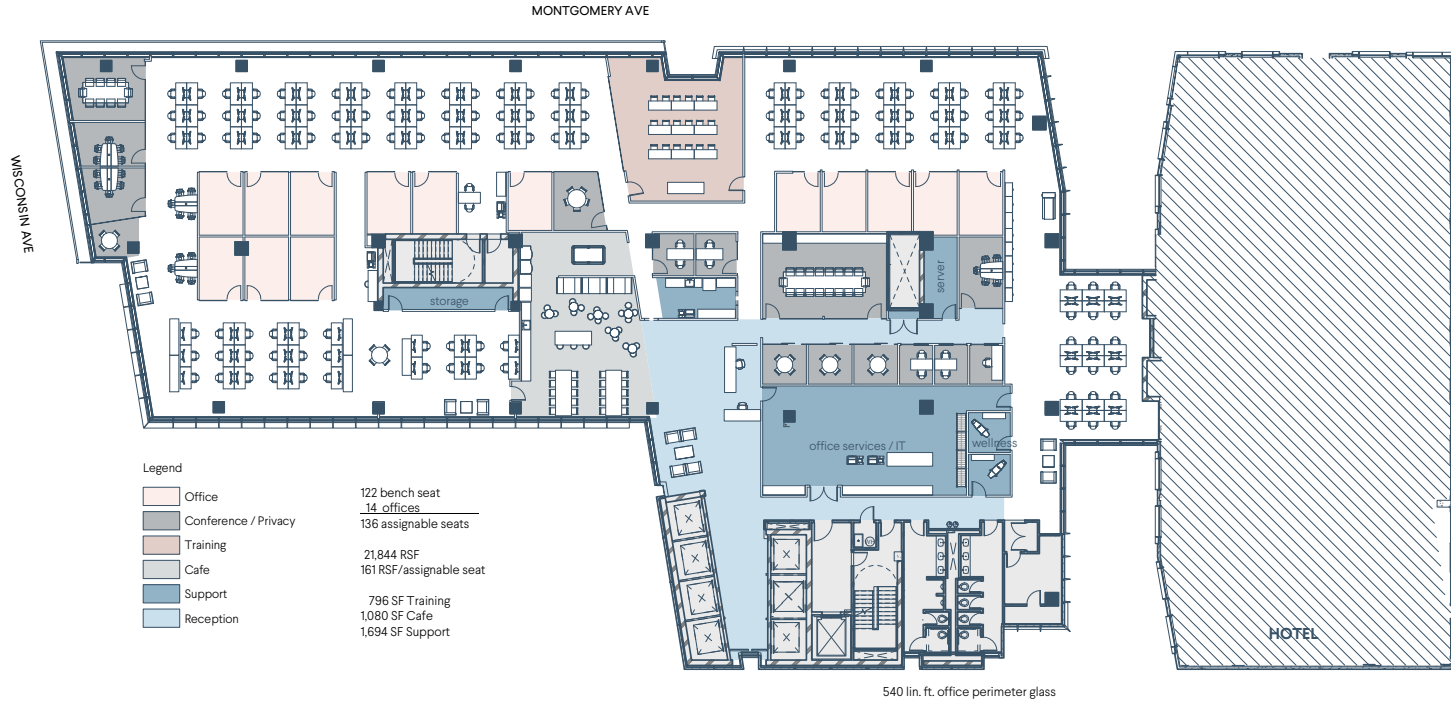 MONTGOMERY AVE
WISCONSIN AVE
storage
server
office services / IT
wellness
HOTEL
Legend
Office
Conference / Privacy
Training
Cafe
Support
Reception
122 bench seat
14 offices
136 assignable seats
21,844 RSF
161 RSF/assignable seat
796 SF Training
1,080 SF Cafe
1,694 SF Support
540 lin. ft. office perimeter glass